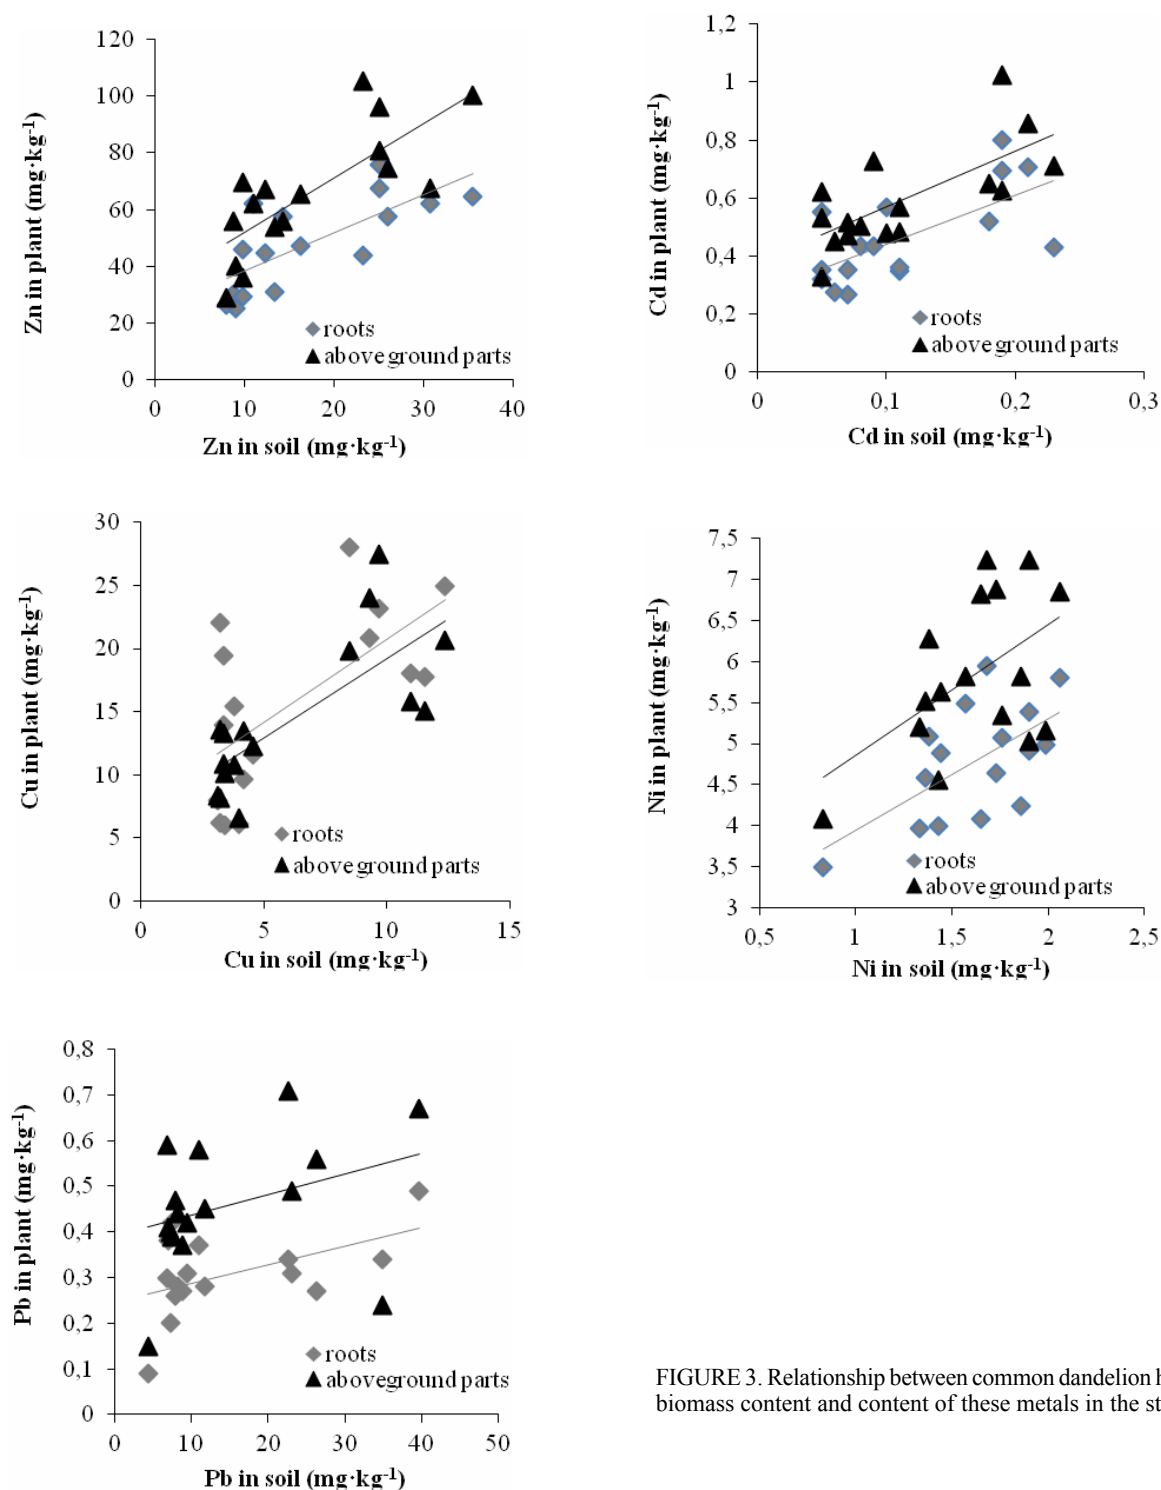 120
100
80
60
40
20
0
0 10 20 30 40
Zn in plant (mg·kg-1)
Zn in soil (mg·kg-1)
roots
above ground parts
1,2
1
0,8
0,6
0,4
0,2
0
0 0,1 0,2 0,3
Cd in plant (mg·kg-1)
Cd in soil (mg·kg-1)
roots
above ground parts
30
25
20
15
10
5
0
0 5 10 15
Cu in plant (mg·kg-1)
Cu in soil (mg·kg-1)
roots
above ground parts
7,5
7
6,5
6
5,5
5
4,5
4
3,5
3
0,5 1 1,5 2 2,5
Ni in plant (mg·kg-1)
Ni in soil (mg·kg-1)
roots
above ground parts
0,8
0,7
0,6
0,5
0,4
0,3
0,2
0,1
0
0 10 20 30 40 50
Pb in plant (mg·kg-1)
Pb in soil (mg·kg-1)
roots
aboveground parts
FIGURE 3. Relationship between common dandelion
biomass content and content of these metals in the